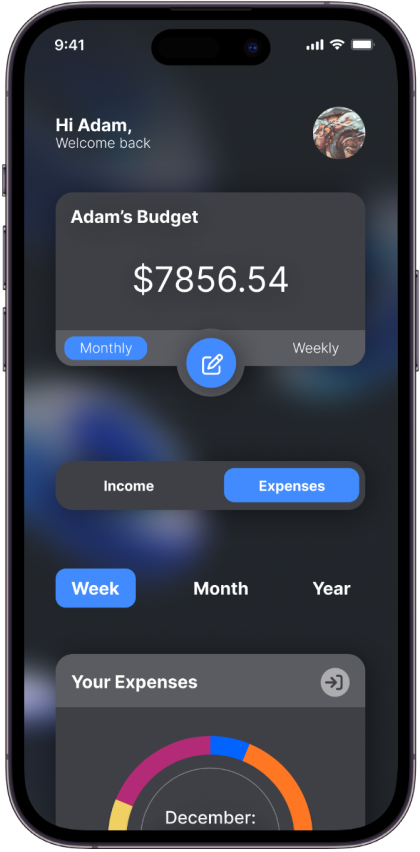 9:41
Hi Adam,
Welcome back
Adam's Budget
$7856.54
Monthly
Weekly
Income
Expenses
Week
Month
Year
Your Expenses
December: